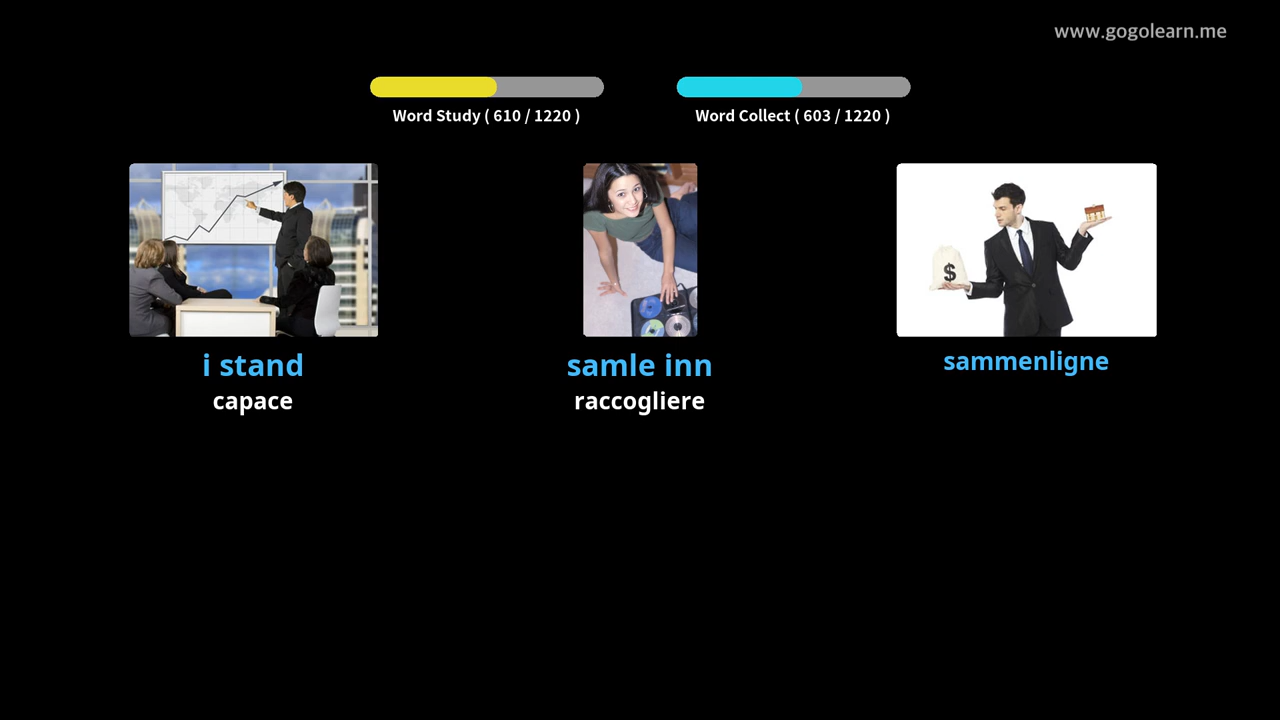 www.gogolearn.me
Word Study ( 610 / 1220 )
Word Collect ( 603 / 1220 )
$
i stand
samle inn
sammenligne
capace
raccogliere